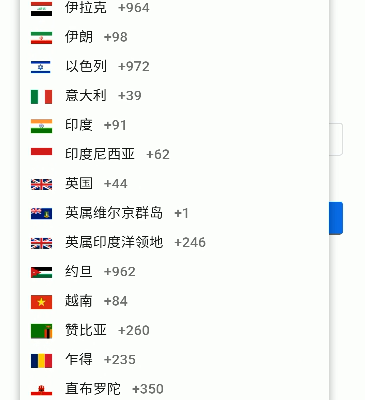 伊拉克 +964
伊朗 +98
以色列 +972
意大利 +39
印度 +91
印度尼西亚 +62
英国 +44
英属维尔京群岛 +1
英属印度洋领地 +246
约旦 +962
越南 +84
赞比亚 +260
乍得 +235
直布罗陀 +350